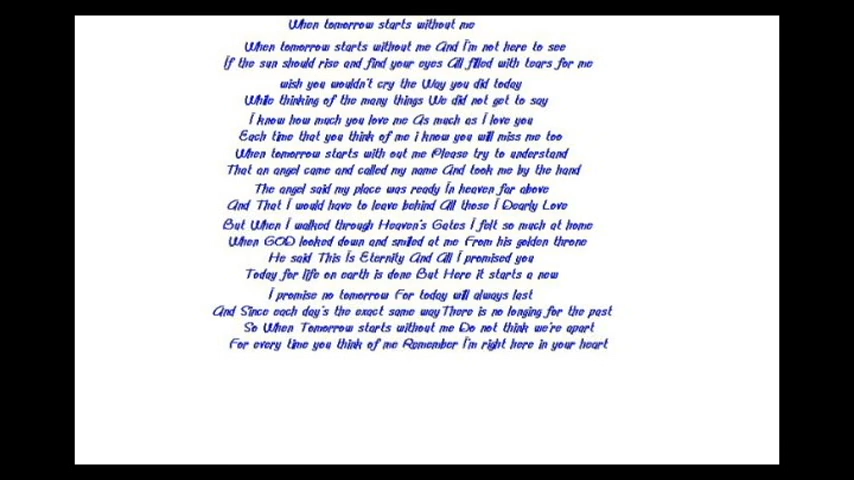 When tomorrow starts without me
When tomorrow starts without me And I'm not here to see
If the sun should rise and find your eyes All filled with tears for me
wish you wouldn't cry the Way you did today
While thinking of the many things We did not get to say
I know how much you love me As much as I love you
Each time that you think of me i know you will miss me too
When tomorrow starts with out me Please try to understand
That an angel came and called my name And took me by the hand
The angel said my place was ready In heaven far above
And That I would have to leave behind All those I Dearly Love
But When I walked through Heaven's Gates I felt so much at home
When GOD looked down and smiled at me From his golden throne
He said This Is Eternity And All I promised you
Today for life on earth is done But Here it starts a new
I promise no tomorrow For today will always last
And Since each day's the exact same way There is no longing for the past
So When Tomorrow starts without me Do not think we're apart
For every time you think of me Remember I'm right here in your heart